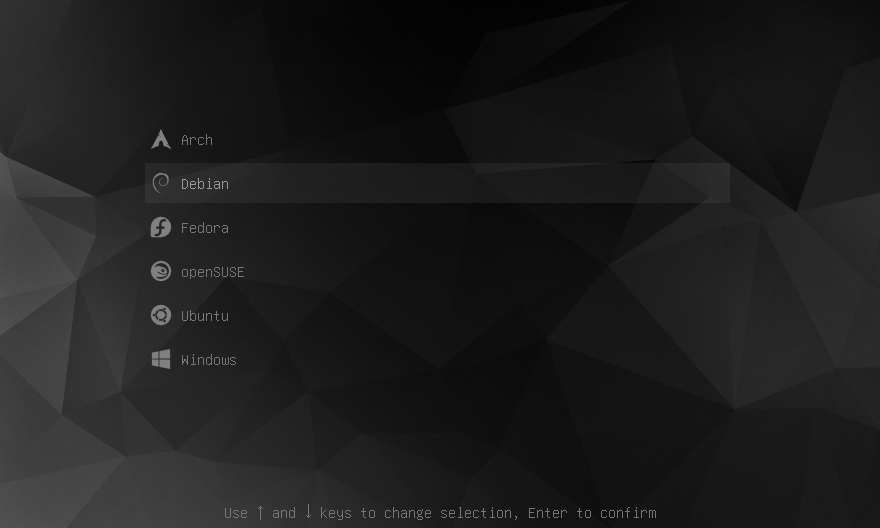 Arch
Debian
Fedora
openSUSE
Ubuntu
Windows
Use ↑ and ↓ keys to change selection, Enter to confirm